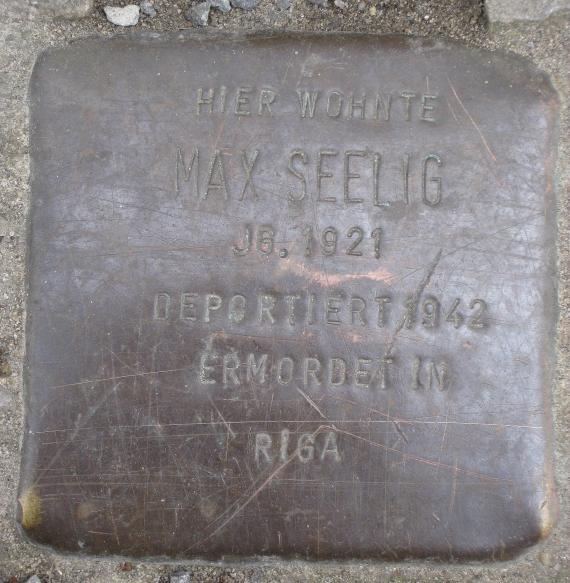 HIER WOHNTE
MAX SEELIG
JG. 1921
DEPORTIERT 1942
ERMORDET IN
RIGA